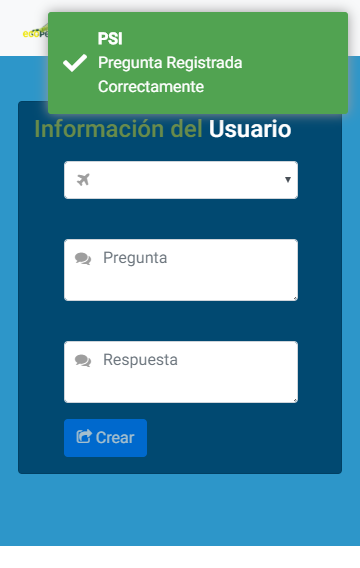 PSI
Pregunta Registrada
Correctamente
Información del Usuario
Pregunta
Respuesta
Crear